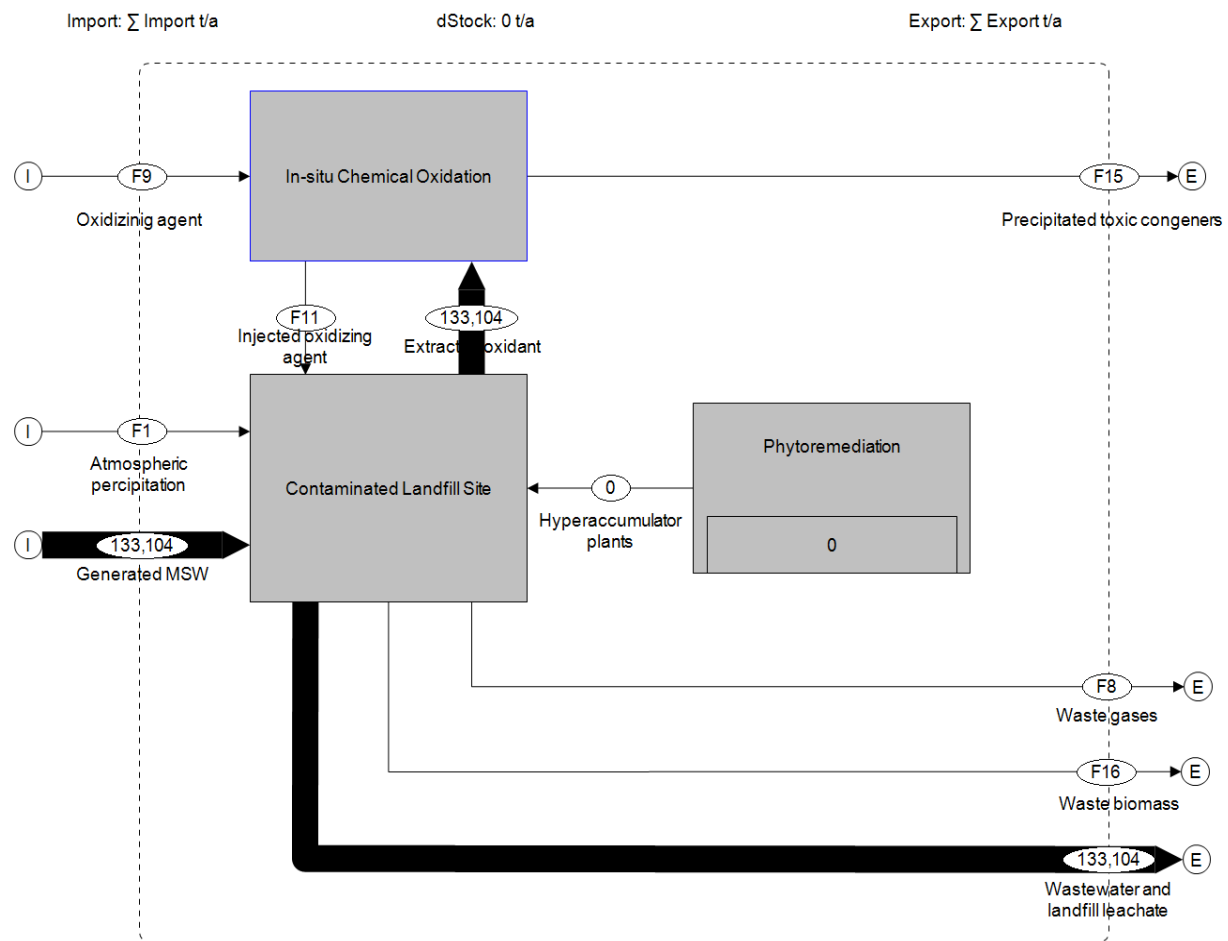 Import: ∑ Import t/a
dStock: 0 t/a
Export: ∑ Export t/a
In-situ Chemical Oxidation
I
F9
F15
E
Oxidizinig agent
Precipitated toxic congeners
F11
133,104
Injected oxidizing
agent
Extract oxidant
I
F1
Atmospheric
percipitation
Phytoremediation
Contaminated Landfill Site
0
Hyperaccumulator
plants
0
I
133,104
Generated MSW
F8
E
Waste gases
F16
E
Waste biomass
133,104
E
Wastewater and
landfill leachate